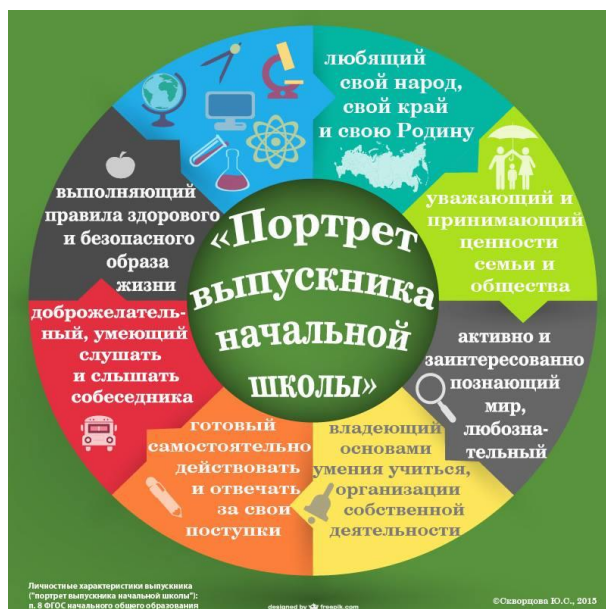 «Портрет
выпускника
начальной
школы»
любящий
свой народ,
свой край
и свою Родину
уважающий и
принимающий
ценности
семьи и
общества
активно и
заинтересованно
познающий
мир,
любозна-
тельный
владеющий
основами
умения учиться,
организации
собственной
деятельности
готовый
самостоятельно
действовать
и отвечать
за свои
поступки
доброжелатель-
ный, умеющий
слушать
и слышать
собеседника
выполняющий
правила здорового
и безопасного
образа
жизни
Личностные характеристики выпускника
("портрет выпускника начальной школы"):
п. 8 ФГОС начального общего образования
designed by freepik.com
©Скворцова Ю.С., 2015